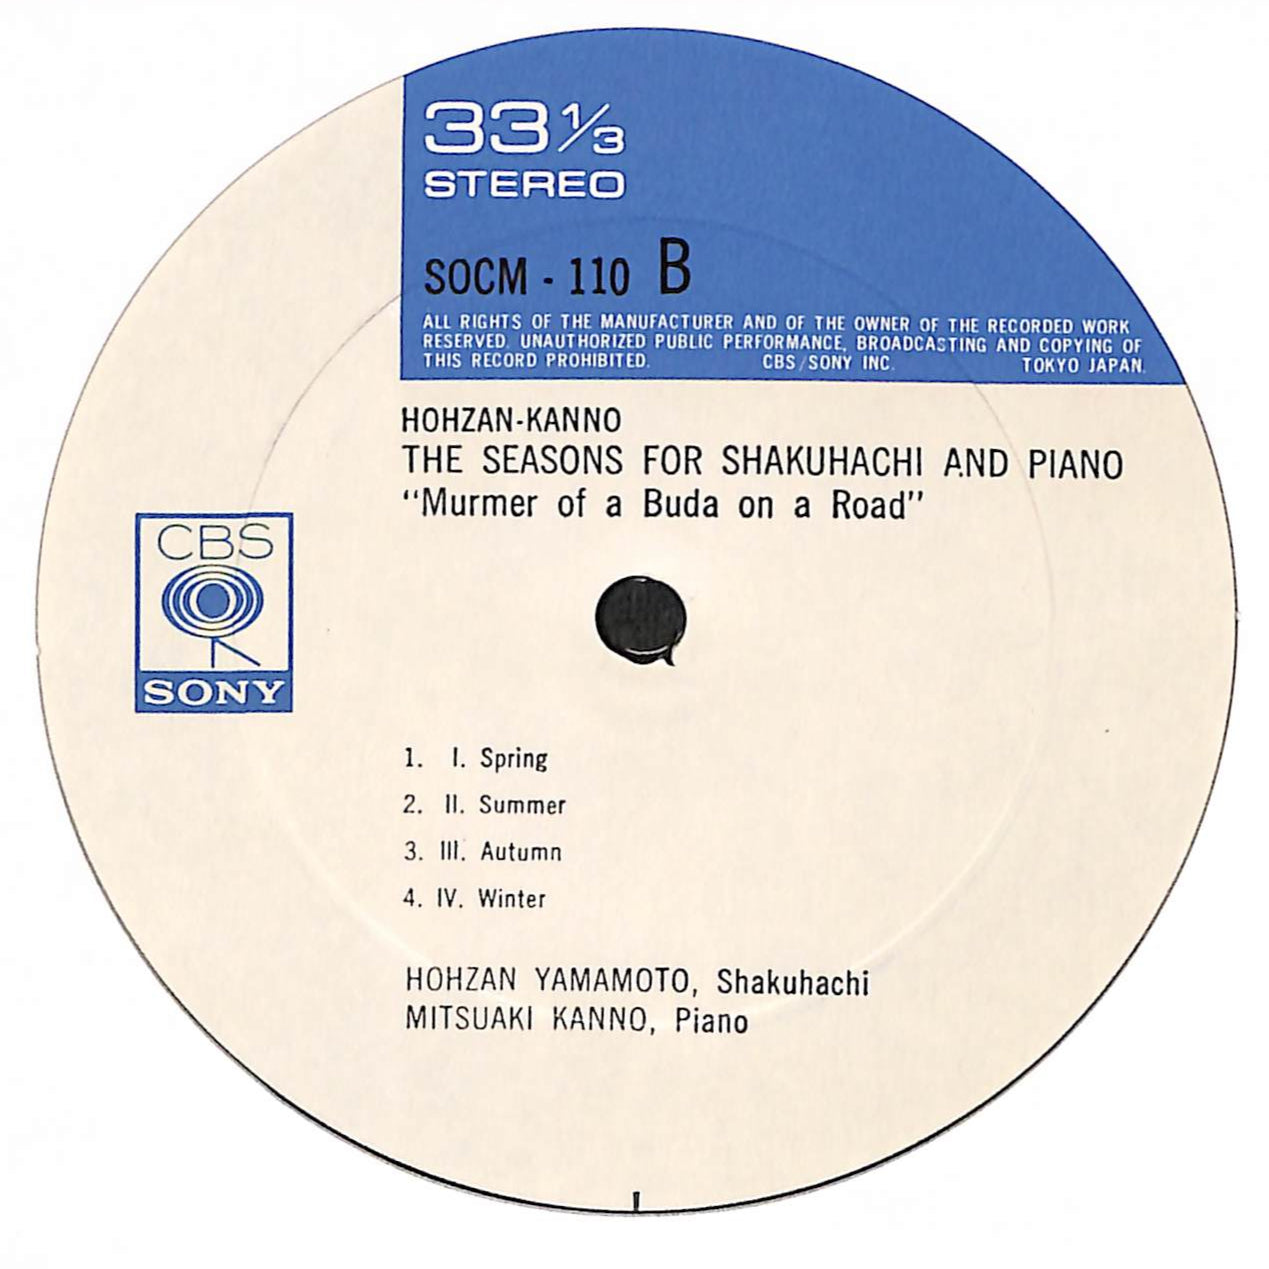 33 1/3
STEREO
SOCM - 110 B
ALL RIGHTS OF THE MANUFACTURER AND OF THE OWNER OF THE RECORDED WORK
RESERVED. UNAUTHORIZED PUBLIC PERFORMANCE, BROADCASTING AND COPYING OF
THIS RECORD PROHIBITED. CBS/SONY INC. TOKYO JAPAN.
HOHZAN-KANNO
THE SEASONS FOR SHAKUHACHI AND PIANO
“Murmer of a Buda on a Road”
CBS
SONY
1. I. Spring
2. II. Summer
3. III. Autumn
4. IV. Winter
HOHZAN YAMAMOTO, Shakuhachi
MITSUAKI KANNO, Piano